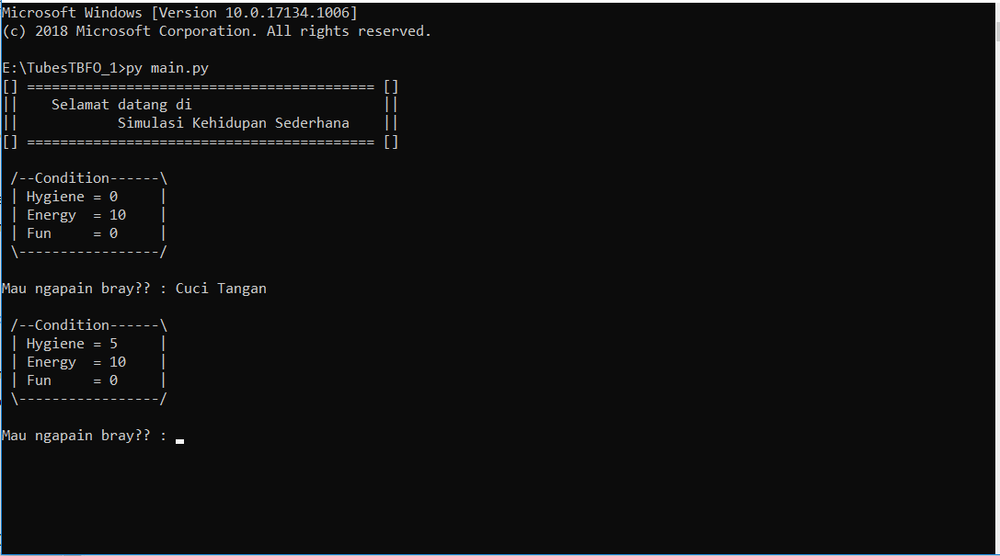 Microsoft Windows [Version 10.0.17134.1006]
(c) 2018 Microsoft Corporation. All rights reserved.

E:\TubesTBFO_1>py main.py
[] ========================================== []
||    Selamat datang di                       ||
||            Simulasi Kehidupan Sederhana    ||
[] ========================================== []

 /--Condition------\
 | Hygiene = 0     |
 | Energy  = 10    |
 | Fun     = 0     |
 \-----------------/

Mau ngapain bray?? : Cuci Tangan

 /--Condition------\
 | Hygiene = 5     |
 | Energy  = 10    |
 | Fun     = 0     |
 \-----------------/

Mau ngapain bray?? :